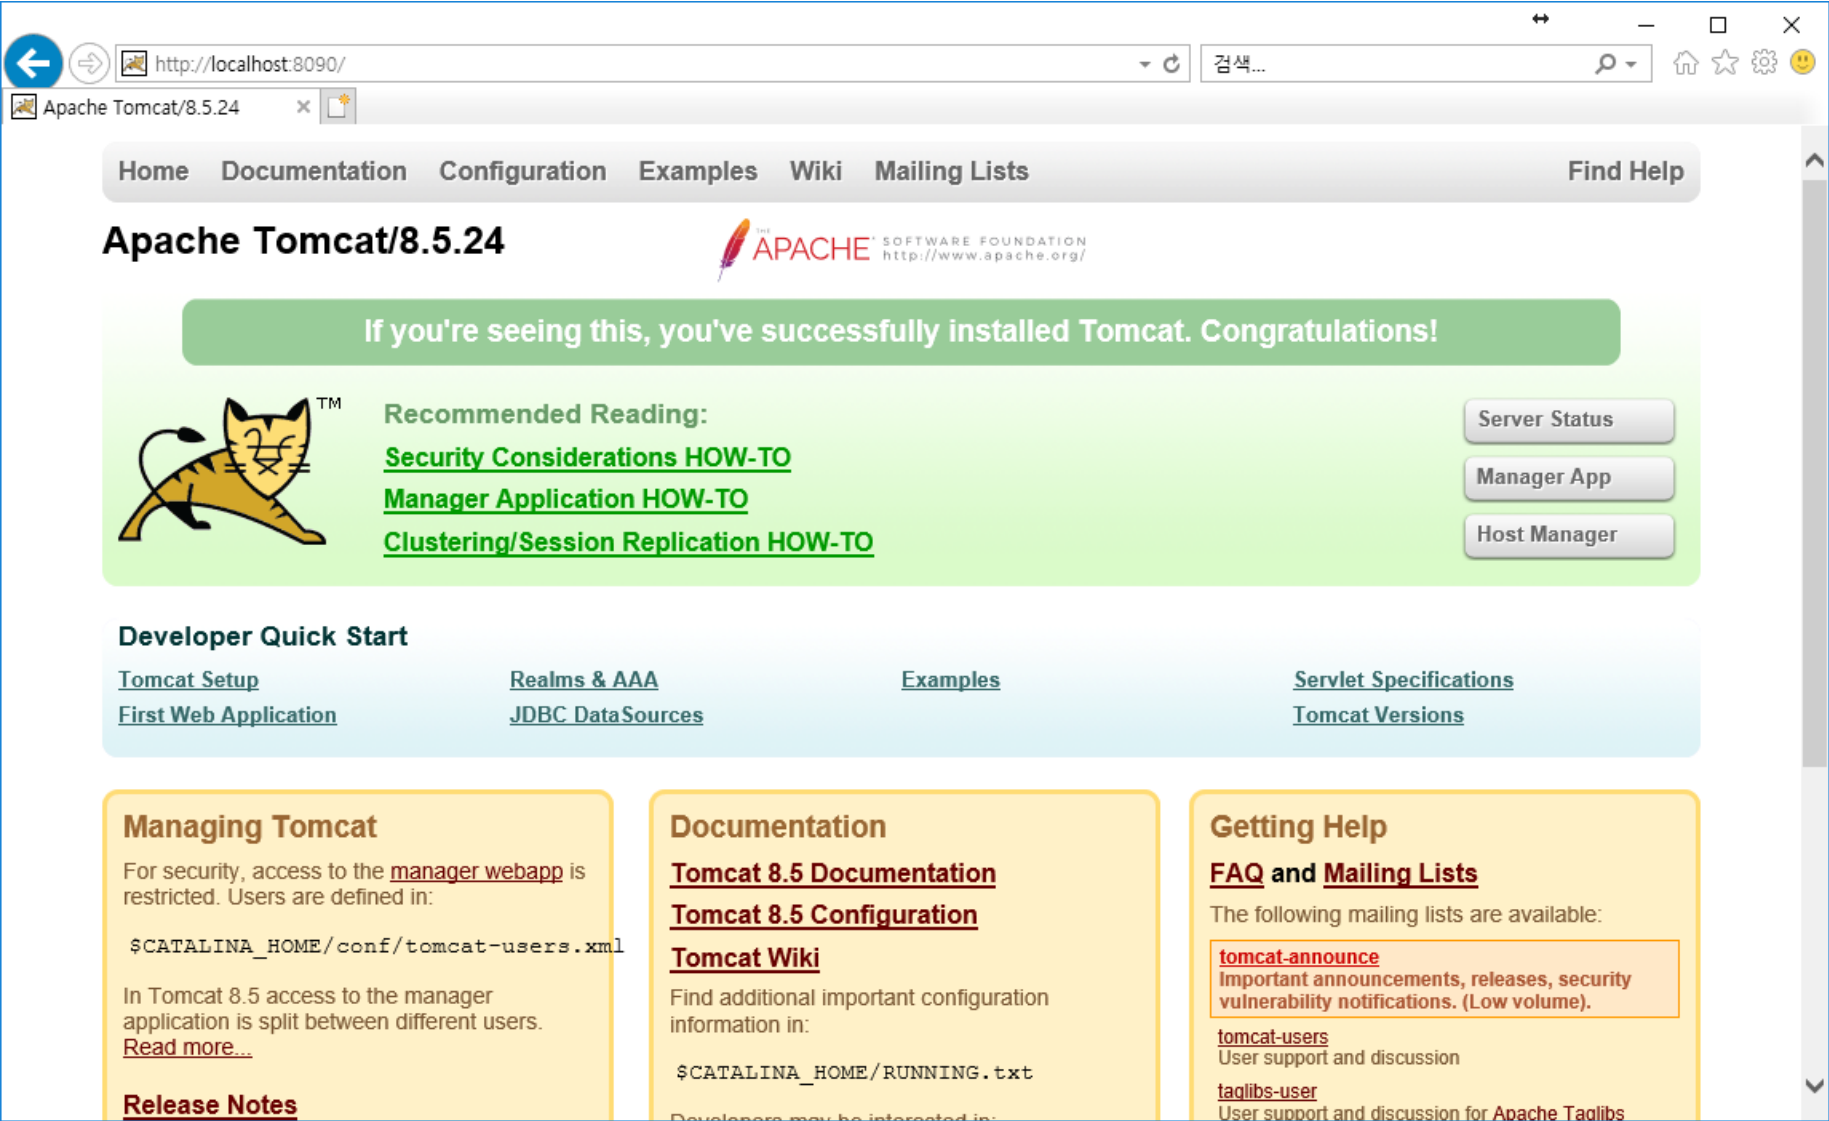 http://localhost:8090/
검색...
Apache Tomcat/8.5.24
Home Documentation Configuration Examples Wiki Mailing Lists Find Help
Apache Tomcat/8.5.24
THE APACHE SOFTWARE FOUNDATION
http://www.apache.org/
If you're seeing this, you've successfully installed Tomcat. Congratulations!
TM
Recommended Reading:
Security Considerations HOW-TO
Manager Application HOW-TO
Clustering/Session Replication HOW-TO
Server Status
Manager App
Host Manager
Developer Quick Start
Tomcat Setup
First Web Application
Realms & AAA
JDBC DataSources
Examples
Servlet Specifications
Tomcat Versions
Managing Tomcat
For security, access to the manager webapp is
restricted. Users are defined in:
$CATALINA_HOME/conf/tomcat-users.xml
In Tomcat 8.5 access to the manager
application is split between different users.
Read more...
Release Notes
Documentation
Tomcat 8.5 Documentation
Tomcat 8.5 Configuration
Tomcat Wiki
Find additional important configuration
information in:
$CATALINA_HOME/RUNNING.txt
Developers may be interested in:
Getting Help
FAQ and Mailing Lists
The following mailing lists are available:
tomcat-announce
Important announcements, releases, security
vulnerability notifications. (Low volume).
tomcat-users
User support and discussion
taglibs-user
User support and discussion for Apache Taglibs